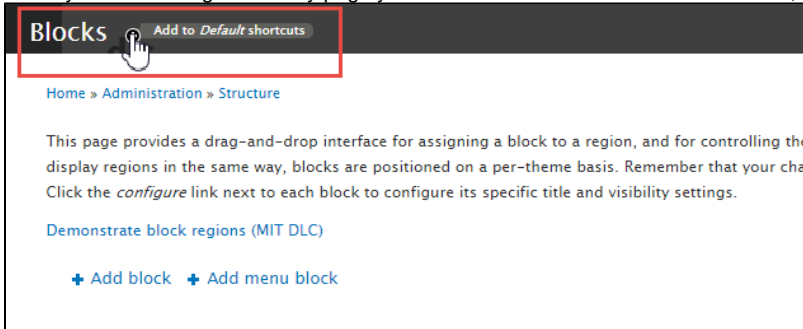 Blocks Add to Default shortcuts
Home » Administration » Structure
This page provides a drag-and-drop interface for assigning a block to a region, and for controlling the
display regions in the same way, blocks are positioned on a per-theme basis. Remember that your cha
Click the configure link next to each block to configure its specific title and visibility settings.
Demonstrate block regions (MIT DLC)
Add block Add menu block